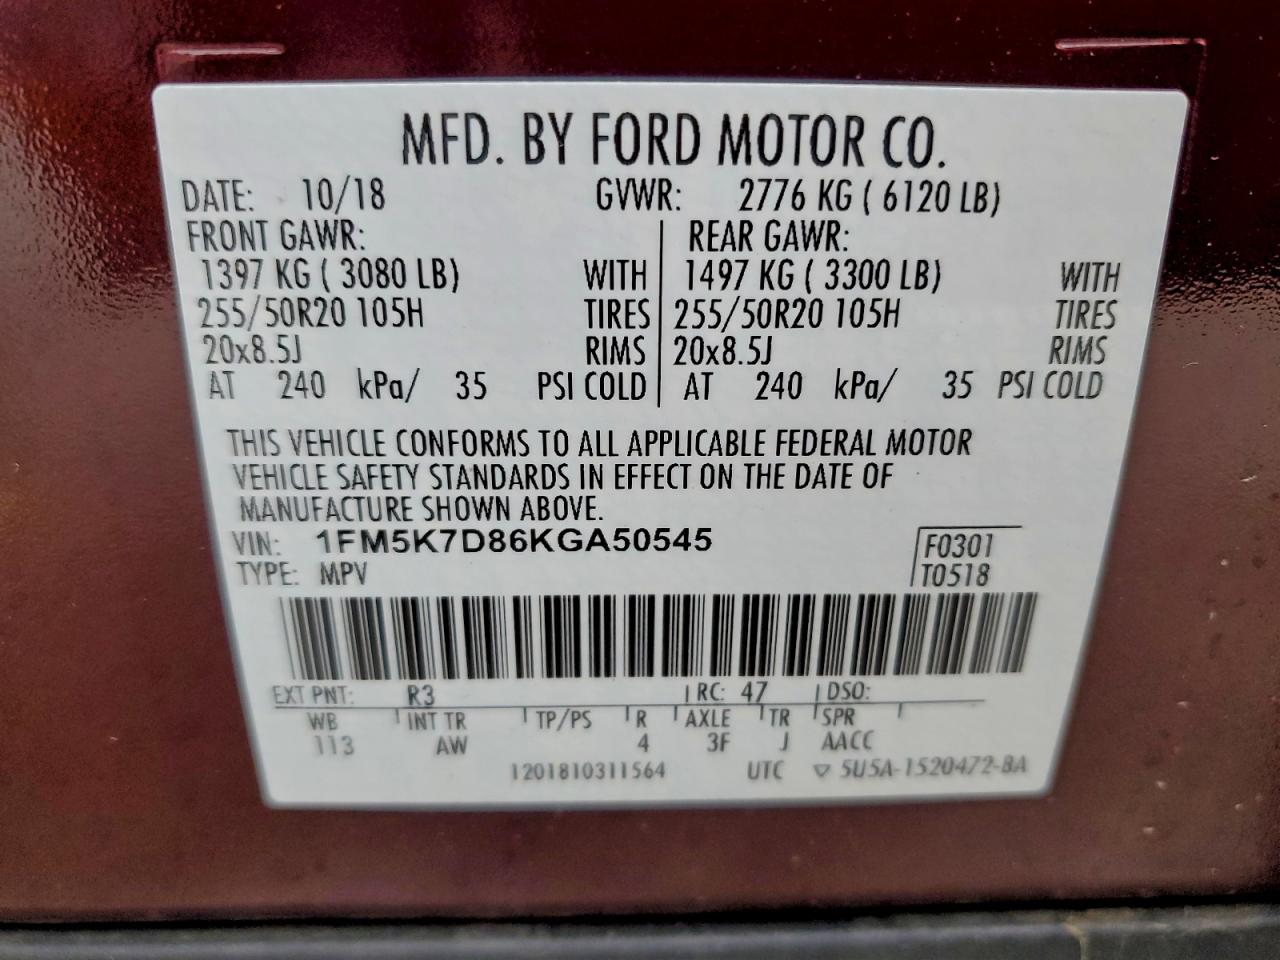 MFD. BY FORD MOTOR CO.
DATE: 10/18 GVWR: 2776 KG ( 6120 LB)
FRONT GAWR: REAR GAWR:
1397 KG ( 3080 LB) WITH 1497 KG ( 3300 LB) WITH
255/50R20 105H TIRES 255/50R20 105H TIRES
20x8.5J RIMS 20x8.5J RIMS
AT 240 kPa/ 35 PSI COLD AT 240 kPa/ 35 PSI COLD
THIS VEHICLE CONFORMS TO ALL APPLICABLE FEDERAL MOTOR
VEHICLE SAFETY STANDARDS IN EFFECT ON THE DATE OF
MANUFACTURE SHOWN ABOVE.
VIN: 1FM5K7D86KGA50545 F0301
TYPE: MPV T0518
EXT PNT: R3 RC: 47 DSO:
WB INT TR TP/PS R AXLE TR SPR
113 AW 4 3F J AACC
1201810311564 UTC ▽ 5U5A-1520472-BA